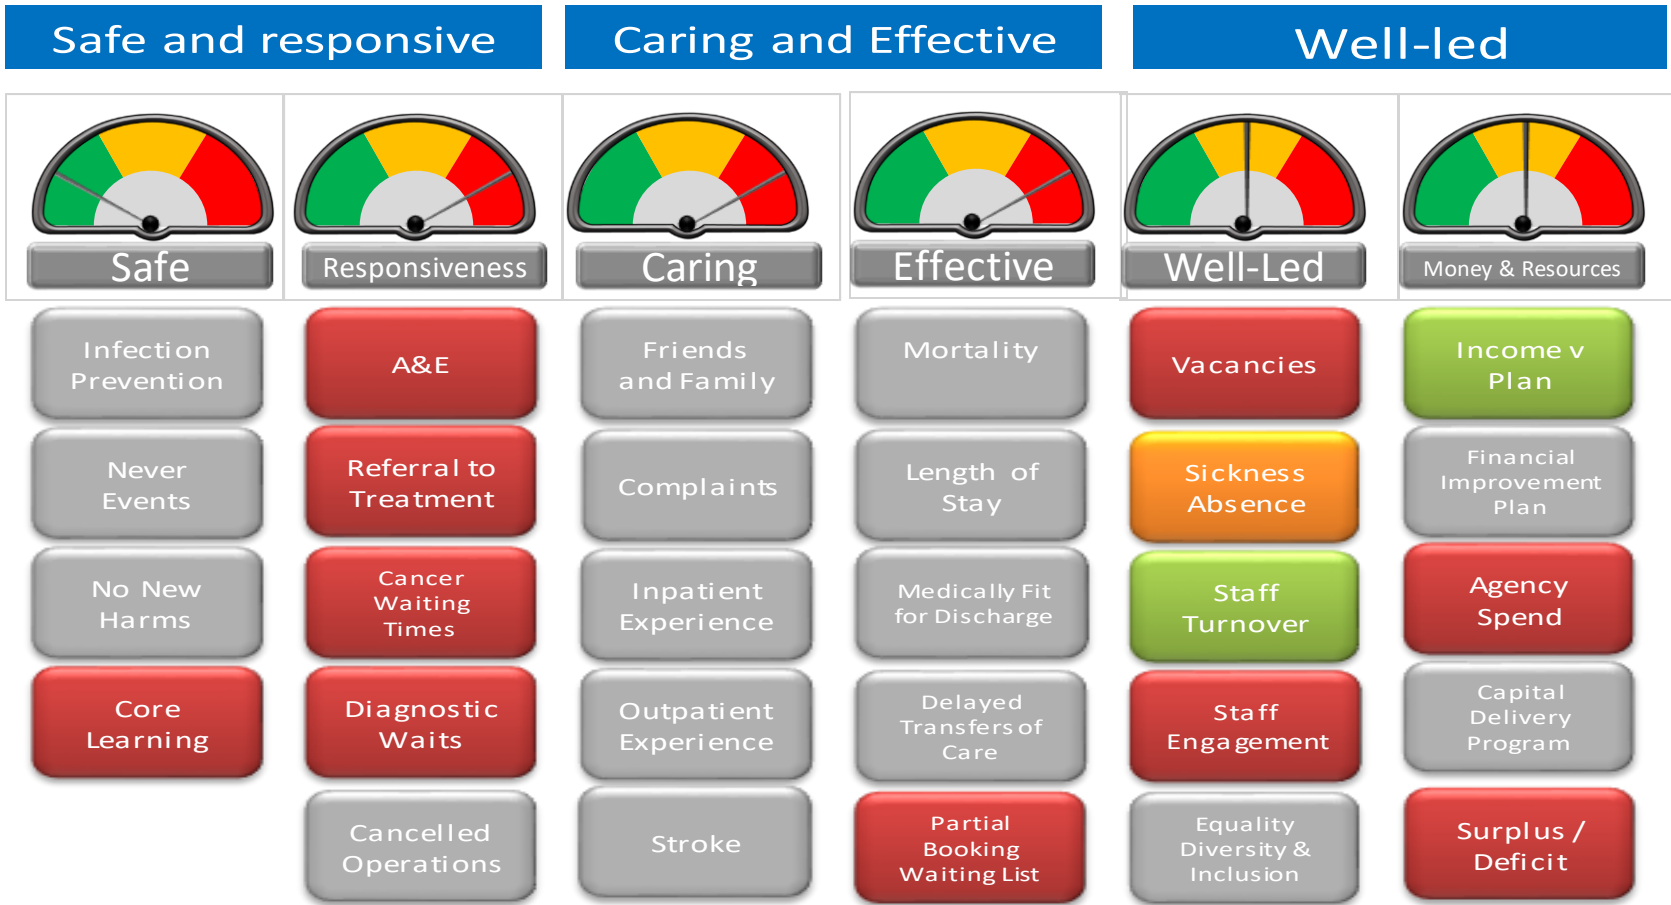 Safe and responsive
Caring and Effective
Well-led
Safe
Responsiveness
Caring
Effective
Well-Led
Money & Resources
Infection
Prevention
Never
Events
No New
Harms
Core
Learning
A&E
Referral to
Treatment
Cancer
Waiting
Times
Diagnostic
Waits
Cancelled
Operations
Friends
and Family
Complaints
Inpatient
Experience
Outpatient
Experience
Stroke
Mortality
Length of
Stay
Medically Fit
for Discharge
Delayed
Transfers of
Care
Partial
Booking
Waiting List
Vacancies
Sickness
Absence
Staff
Turnover
Staff
Engagement
Equality
Diversity &
Inclusion
Income v
Plan
Financial
Improvement
Plan
Agency
Spend
Capital
Delivery
Program
Surplus /
Deficit